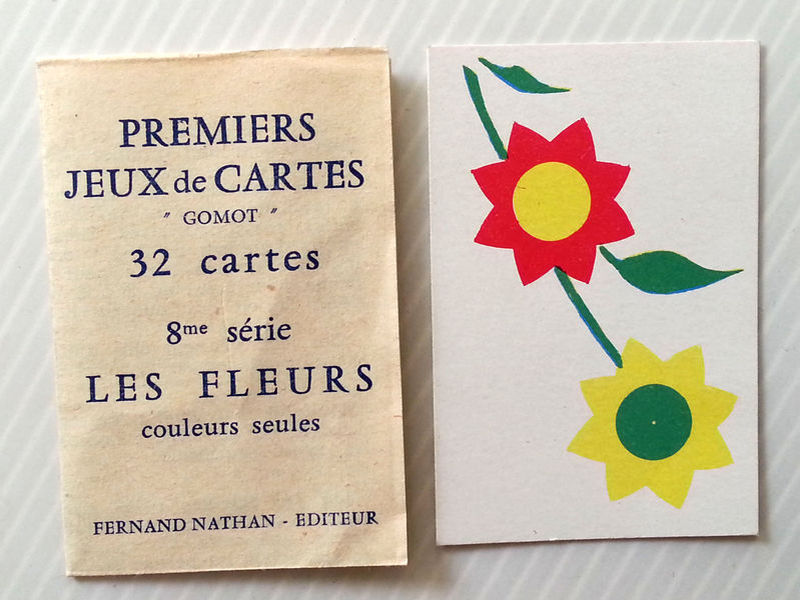 PREMIERS
JEUX de CARTES
" GOMOT "
32 cartes
8me série
LES FLEURS
couleurs seules
FERNAND NATHAN - EDITEUR